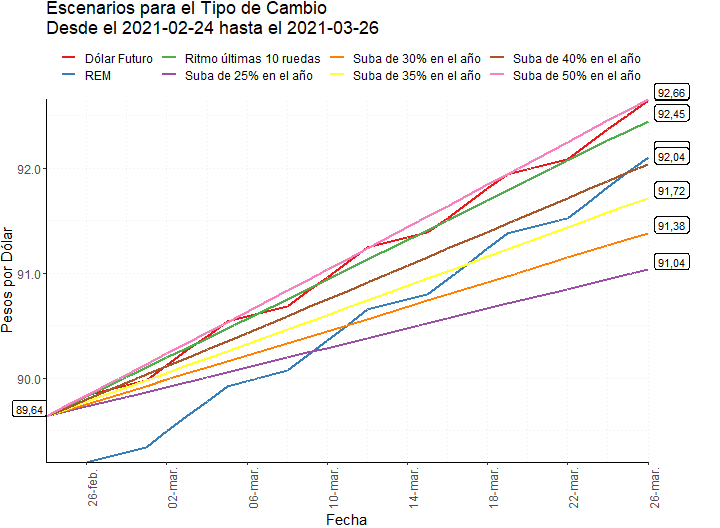 Escenarios para el Tipo de Cambio
Desde el 2021-02-24 hasta el 2021-03-26
Dólar Futuro
Ritmo últimas 10 ruedas
Suba de 30% en el año
Suba de 40% en el año
REM
Suba de 25% en el año
Suba de 35% en el año
Suba de 50% en el año
92,66
92,45
92,04
91,72
91,38
91,04
89,64
92.0
91.0
90.0
Pesos por Dólar
26-feb.
02-mar.
06-mar.
10-mar.
14-mar.
18-mar.
22-mar.
26-mar.
Fecha